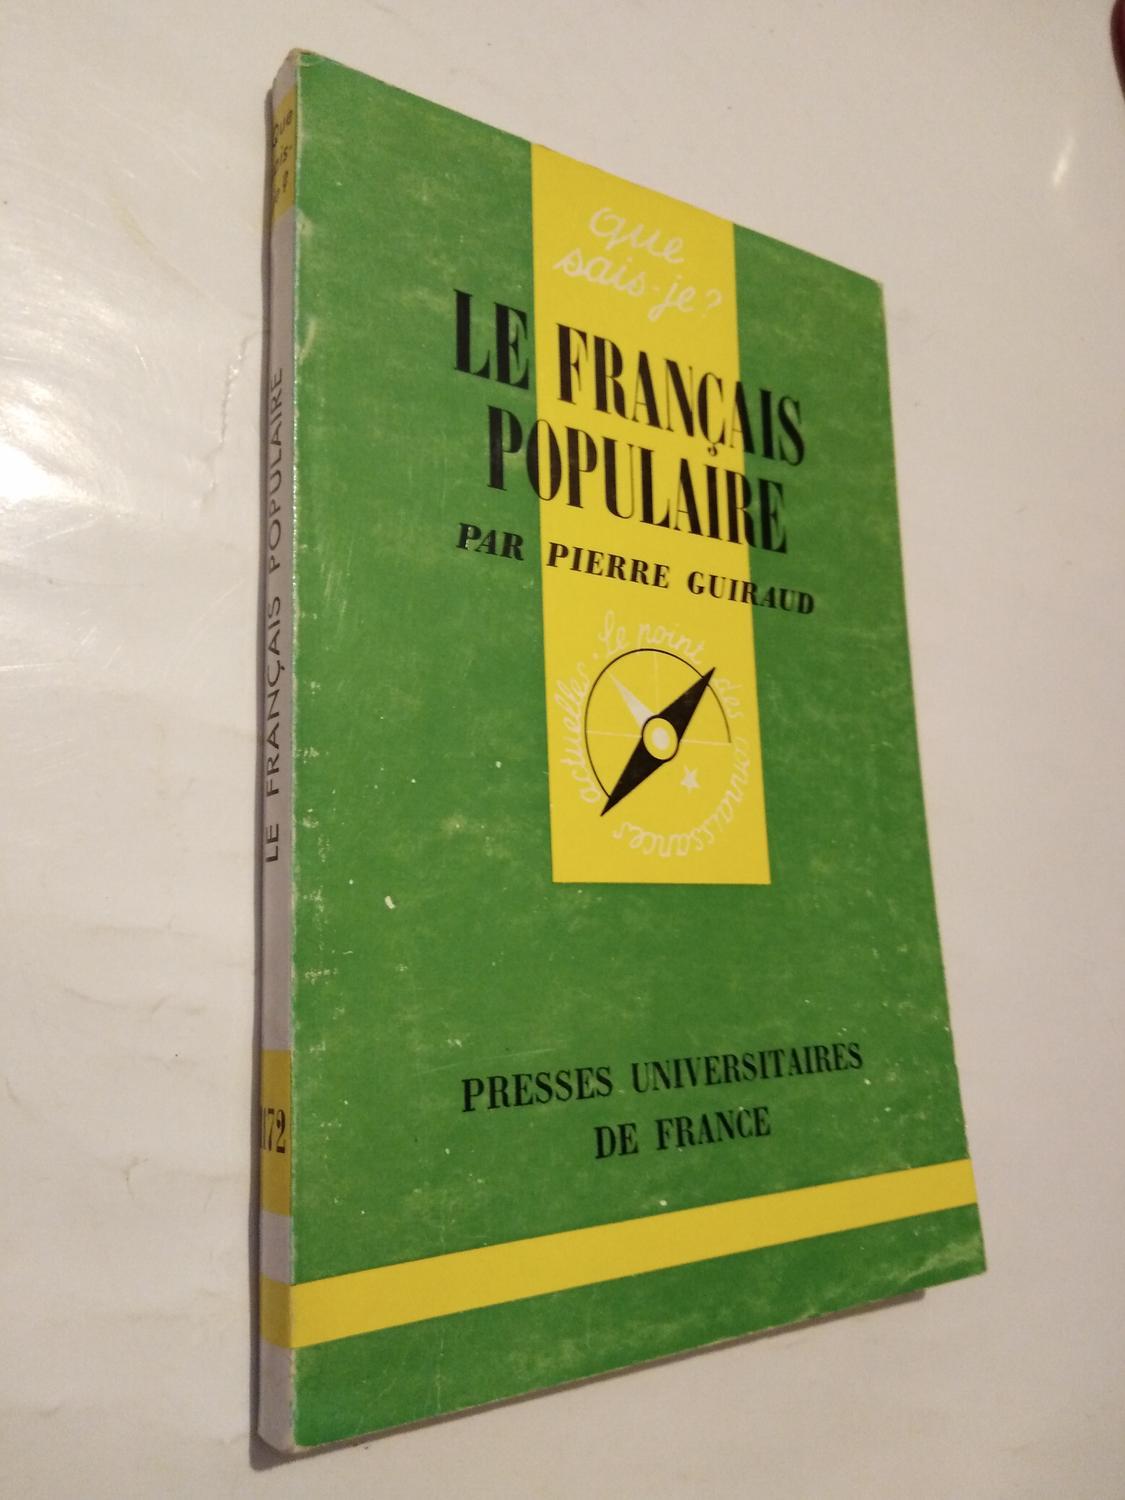 que
sais-je?
LE FRANÇAIS
POPULAIRE
PAR PIERRE GUIRAUD
le point des connaissances actuelles
PRESSES UNIVERSITAIRES
DE FRANCE
LE FRANÇAIS POPULAIRE